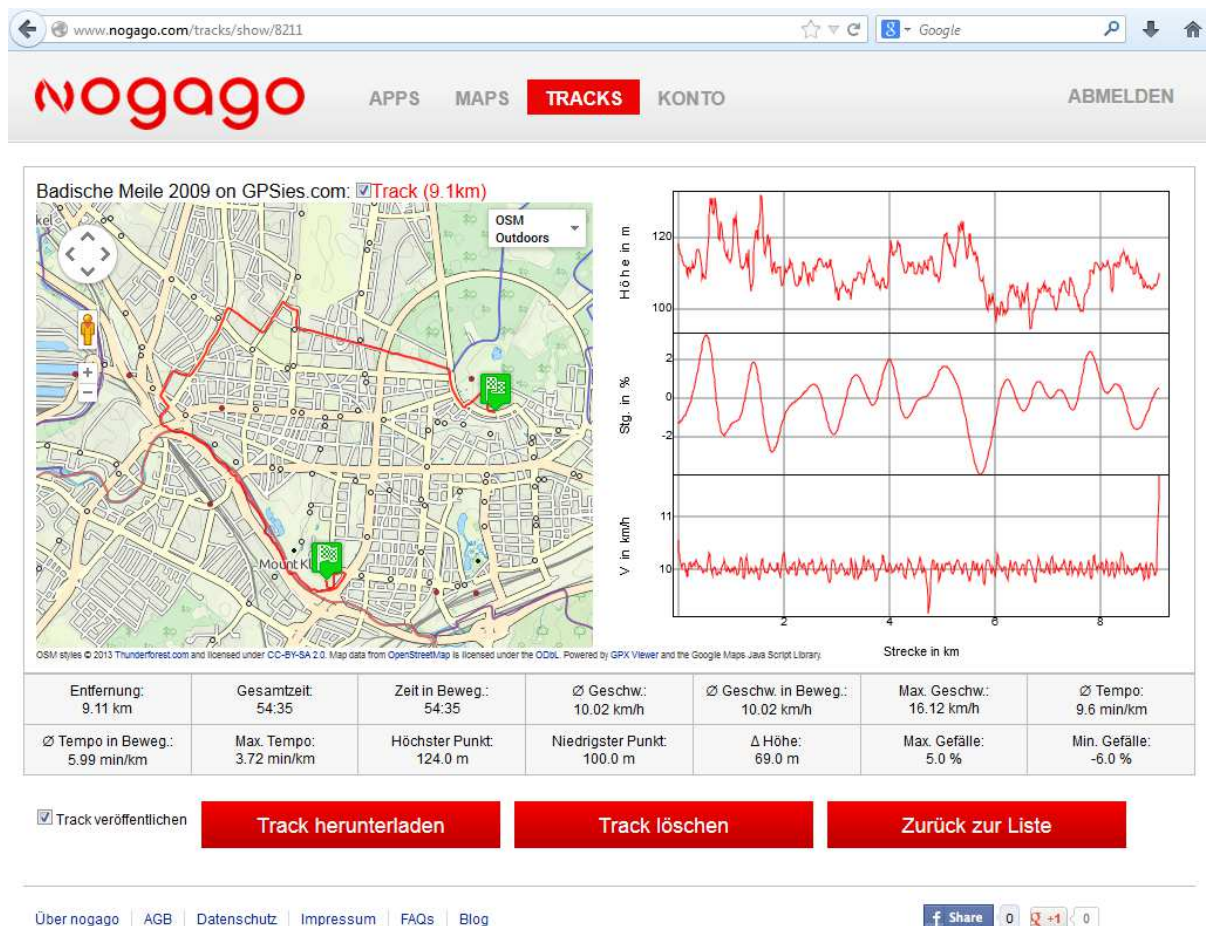 www.nogago.com/tracks/show/8211
Google
nogago
APPS MAPS TRACKS KONTO ABMELDEN
Badische Meile 2009 on GPSies.com: Track (9.1km)
OSM
Outdoors
+
−
OSM styles © 2013 Thunderforest.com and licensed under CC-BY-SA 2.0. Map data from OpenStreetMap is licensed under the ODbL. Powered by GPX Viewer and the Google Maps Java Script Library.
Höhe in m
120
100
Stg. in %
2
0
-2
V in km/h
11
10
2 4 6 8
Strecke in km
Entfernung: Gesamtzeit: Zeit in Beweg.: Ø Geschw.: Ø Geschw. in Beweg.: Max. Geschw.: Ø Tempo:
9.11 km 54:35 54:35 10.02 km/h 10.02 km/h 16.12 km/h 9.6 min/km
Ø Tempo in Beweg.: Max. Tempo: Höchster Punkt: Niedrigster Punkt: Δ Höhe: Max. Gefälle: Min. Gefälle:
5.99 min/km 3.72 min/km 124.0 m 100.0 m 69.0 m 5.0 % -6.0 %
Track veröffentlichen Track herunterladen Track löschen Zurück zur Liste
Über nogago AGB Datenschutz Impressum FAQs Blog
f Share 0 g +1 0